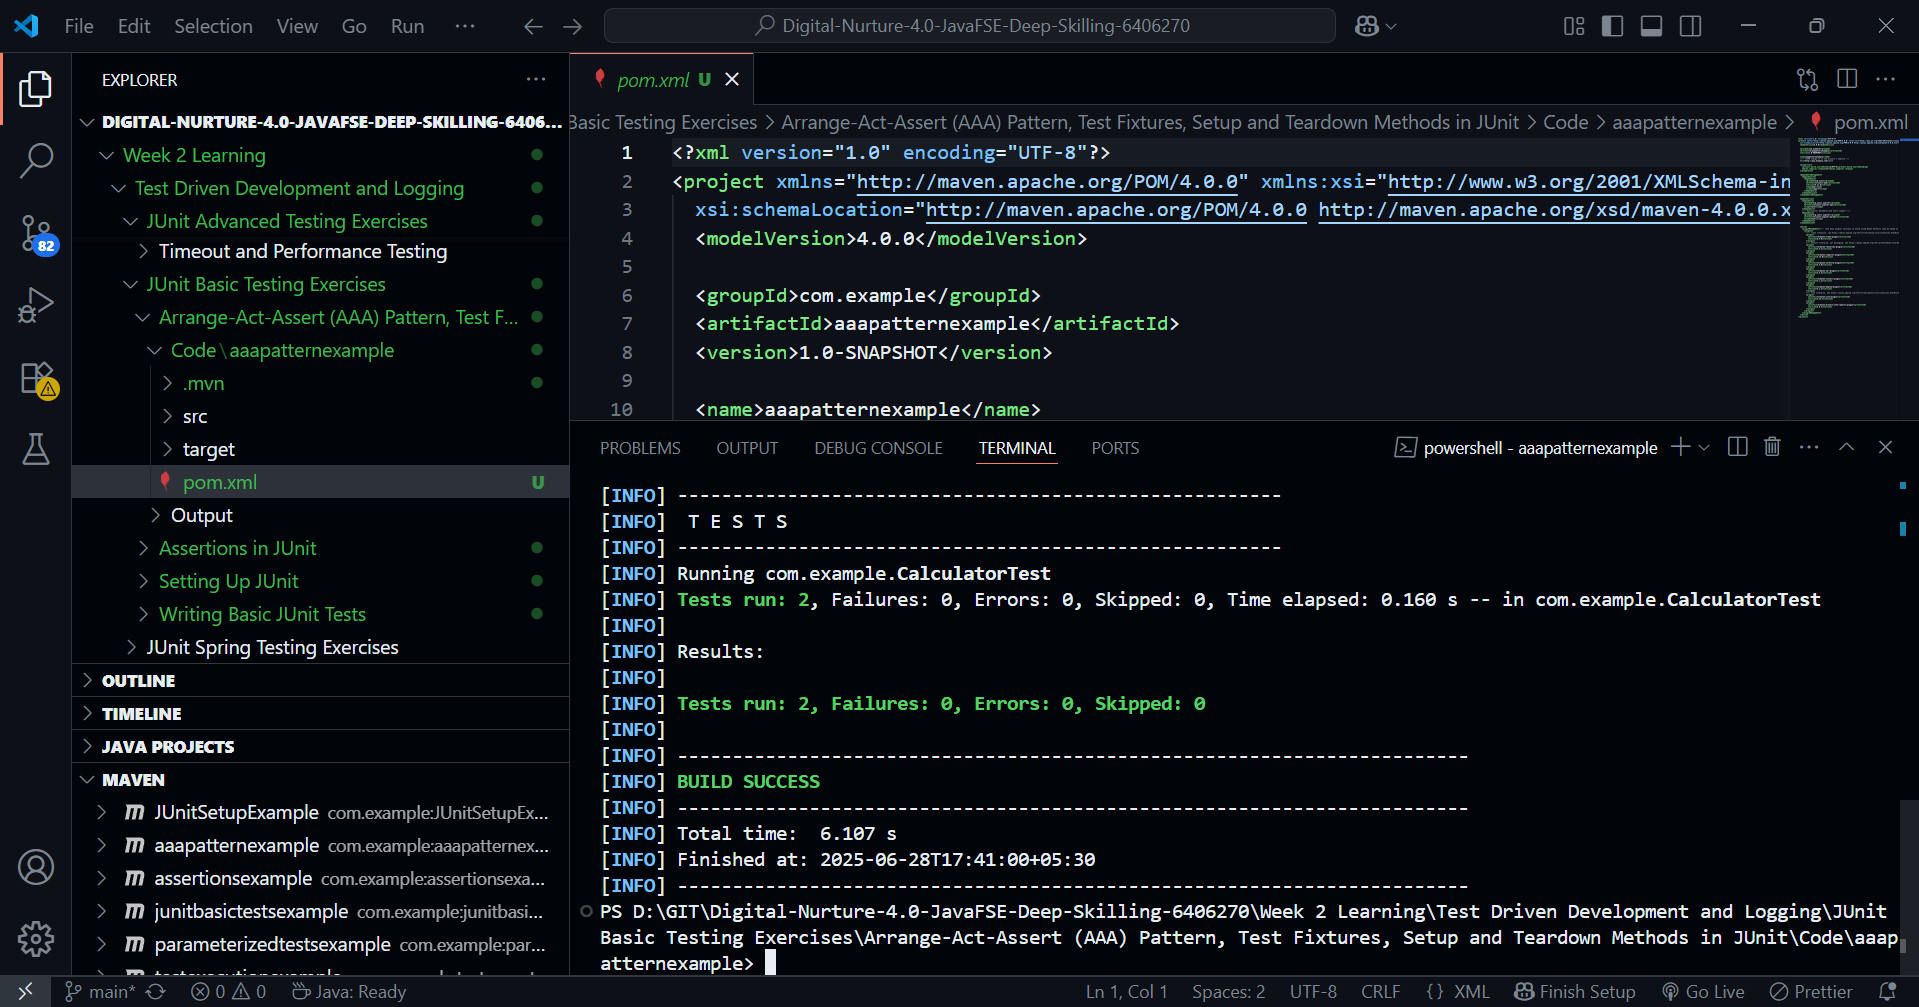 File Edit Selection View Go Run ···
Digital-Nurture-4.0-JavaFSE-Deep-Skilling-6406270
EXPLORER
DIGITAL-NURTURE-4.0-JAVAFSE-DEEP-SKILLING-6406...
Week 2 Learning
Test Driven Development and Logging
JUnit Advanced Testing Exercises
Timeout and Performance Testing
JUnit Basic Testing Exercises
Arrange-Act-Assert (AAA) Pattern, Test F...
Code\aaapatternexample
.mvn
src
target
pom.xml U
Output
Assertions in JUnit
Setting Up JUnit
Writing Basic JUnit Tests
JUnit Spring Testing Exercises
OUTLINE
TIMELINE
JAVA PROJECTS
MAVEN
JUnitSetupExample com.example:JUnitSetupEx...
aaapatternexample com.example:aaapatternex...
assertionsexample com.example:assertionsexa...
junitbasictestsexample com.example:junitbasi...
parameterizedtestsexample com.example:par...
82
pom.xml U
Basic Testing Exercises > Arrange-Act-Assert (AAA) Pattern, Test Fixtures, Setup and Teardown Methods in JUnit > Code > aaapatternexample > pom.xml
1 <?xml version="1.0" encoding="UTF-8"?>
2 <project xmlns="http://maven.apache.org/POM/4.0.0" xmlns:xsi="http://www.w3.org/2001/XMLSchema-in
3 xsi:schemaLocation="http://maven.apache.org/POM/4.0.0 http://maven.apache.org/xsd/maven-4.0.0.x
4 <modelVersion>4.0.0</modelVersion>
5
6 <groupId>com.example</groupId>
7 <artifactId>aaapatternexample</artifactId>
8 <version>1.0-SNAPSHOT</version>
9
10 <name>aaapatternexample</name>
PROBLEMS OUTPUT DEBUG CONSOLE TERMINAL PORTS
powershell - aaapatternexample
[INFO] -------------------------------------------------------
[INFO]  T E S T S
[INFO] -------------------------------------------------------
[INFO] Running com.example.CalculatorTest
[INFO] Tests run: 2, Failures: 0, Errors: 0, Skipped: 0, Time elapsed: 0.160 s -- in com.example.CalculatorTest
[INFO]
[INFO] Results:
[INFO]
[INFO] Tests run: 2, Failures: 0, Errors: 0, Skipped: 0
[INFO]
[INFO] ------------------------------------------------------------------------
[INFO] BUILD SUCCESS
[INFO] ------------------------------------------------------------------------
[INFO] Total time:  6.107 s
[INFO] Finished at: 2025-06-28T17:41:00+05:30
[INFO] ------------------------------------------------------------------------
PS D:\GIT\Digital-Nurture-4.0-JavaFSE-Deep-Skilling-6406270\Week 2 Learning\Test Driven Development and Logging\JUnit
Basic Testing Exercises\Arrange-Act-Assert (AAA) Pattern, Test Fixtures, Setup and Teardown Methods in JUnit\Code\aaap
atternexample>
main* 0 0 Java: Ready Ln 1, Col 1 Spaces: 2 UTF-8 CRLF {} XML Finish Setup Go Live Prettier